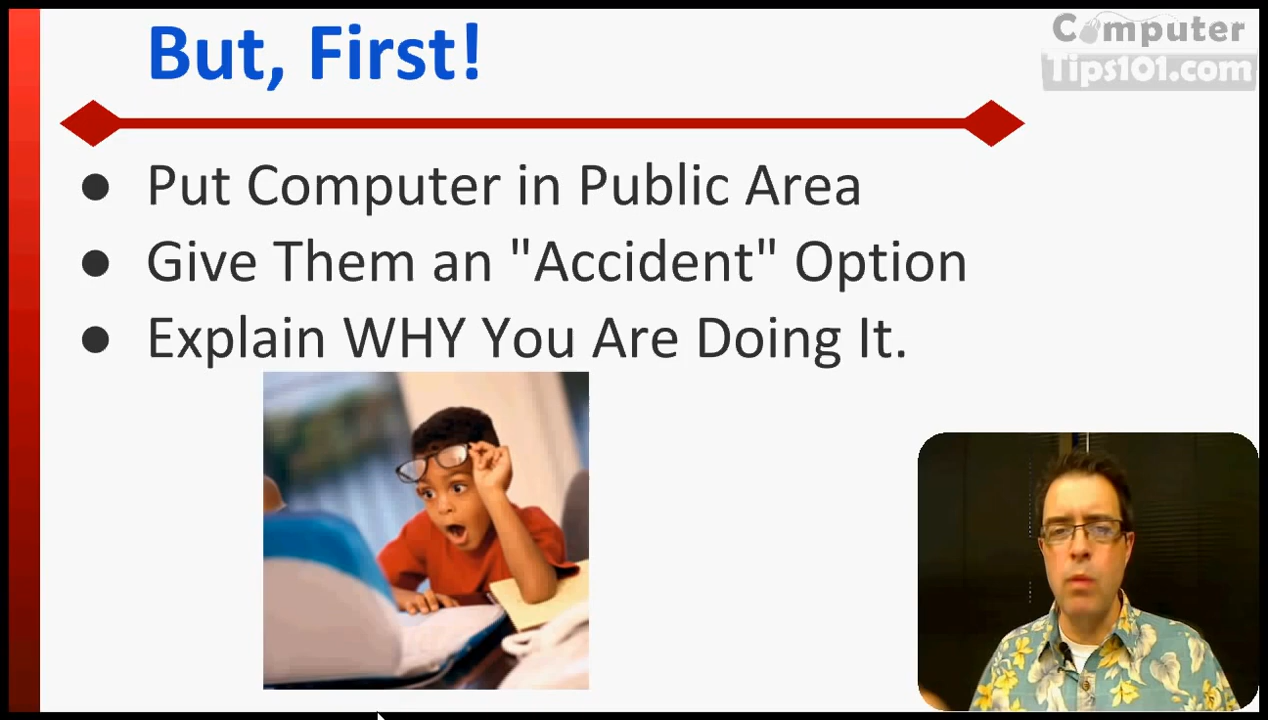 But, First!
Computer
Tips101.com
● Put Computer in Public Area
● Give Them an "Accident" Option
● Explain WHY You Are Doing It.